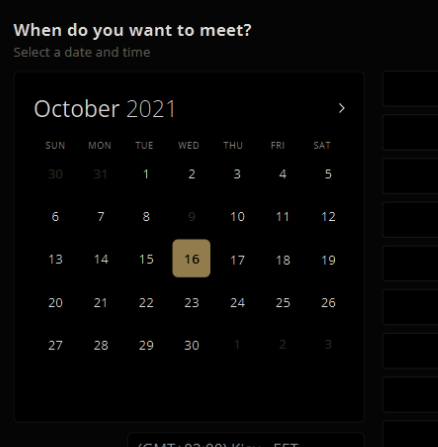 When do you want to meet?
Select a date and time
October 2021
SUN MON TUE WED THU FRI SAT
30 31 1 2 3 4 5
6 7 8 9 10 11 12
13 14 15 16 17 18 19
20 21 22 23 24 25 26
27 28 29 30 1 2 3